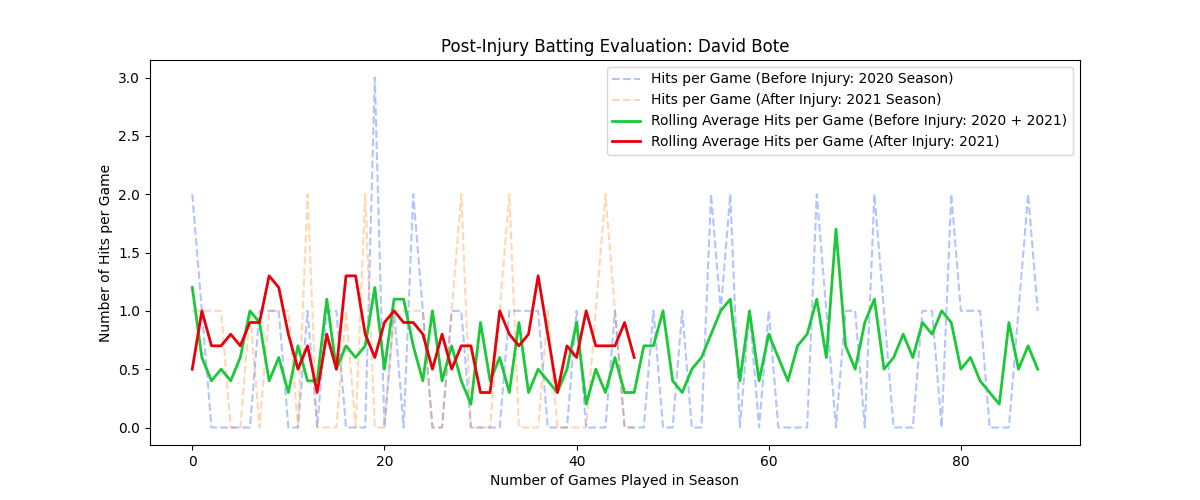 Post-Injury Batting Evaluation: David Bote
Hits per Game (Before Injury: 2020 Season)
Hits per Game (After Injury: 2021 Season)
Rolling Average Hits per Game (Before Injury: 2020 + 2021)
Rolling Average Hits per Game (After Injury: 2021)
Number of Hits per Game
3.0
2.5
2.0
1.5
1.0
0.5
0.0
0 20 40 60 80
Number of Games Played in Season